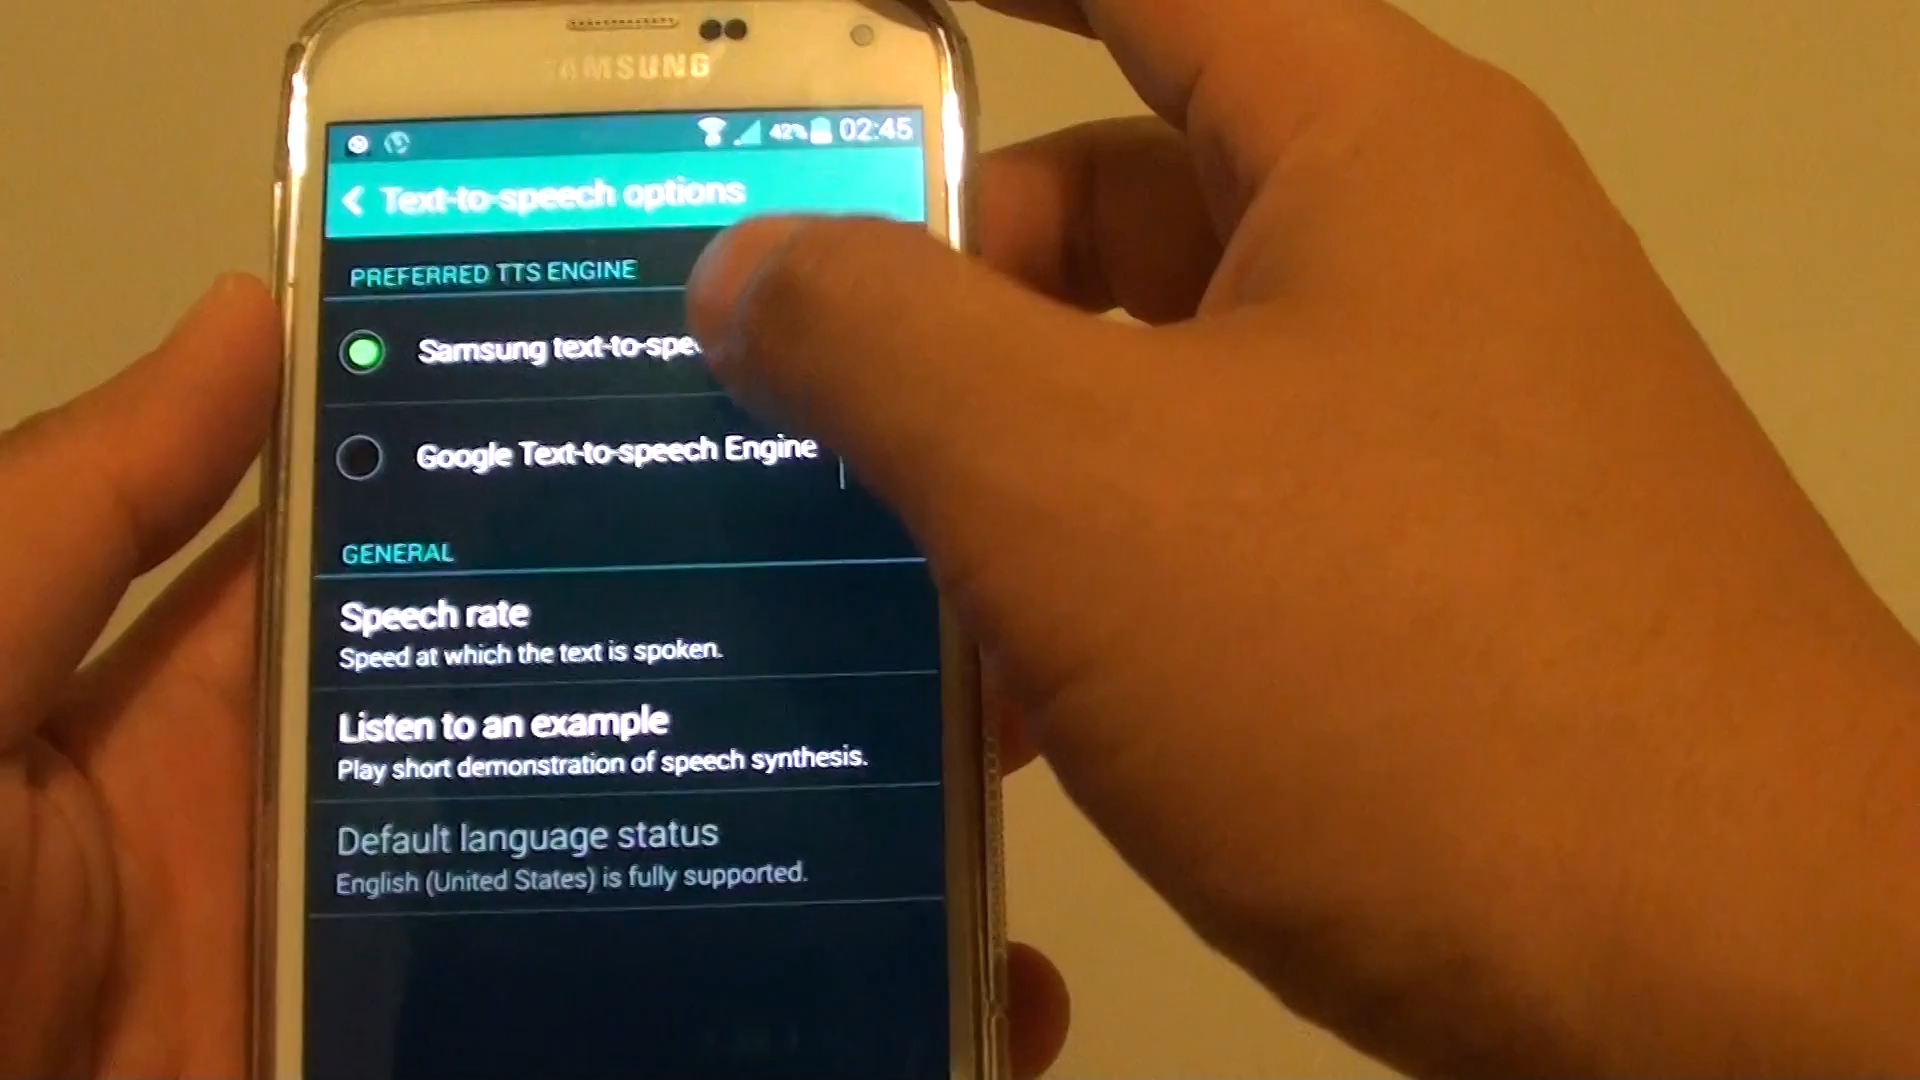 SAMSUNG
42% 02:45
Text-to-speech options
PREFERRED TTS ENGINE
Samsung text-to-spe
Google Text-to-speech Engine
GENERAL
Speech rate
Speed at which the text is spoken.
Listen to an example
Play short demonstration of speech synthesis.
Default language status
English (United States) is fully supported.